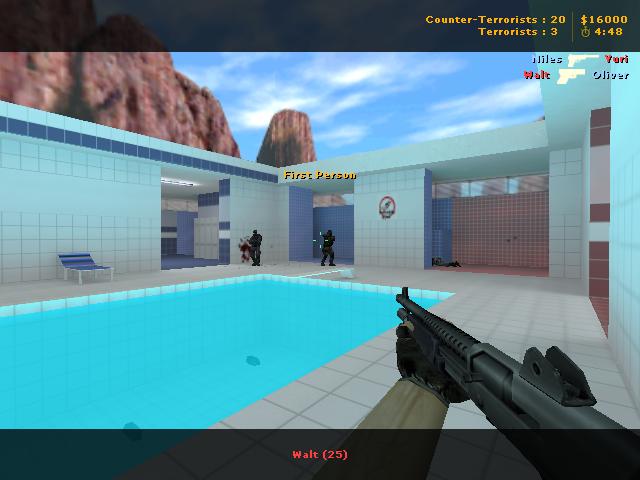 Counter-Terrorists : 20 $16000
Terrorists : 3 4:48
Niles Yuri
Walt Oliver
First Person
Walt (25)